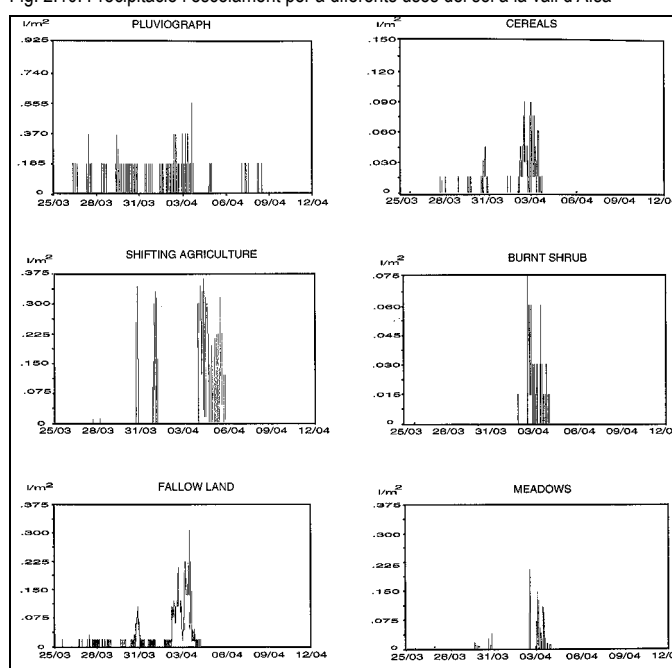 Precipitació i escolament per a diferents usos del sòl a la Vall d'Aísa
PLUVIOGRAPH
l/m²
.925
.740
.555
.370
.185
0
25/03 28/03 31/03 03/04 06/04 09/04 12/04
CEREALS
l/m²
.150
.120
.090
.060
.030
0
25/03 28/03 31/03 03/04 06/04 09/04 12/04
SHIFTING AGRICULTURE
l/m²
.375
.300
.225
.150
.075
0
25/03 28/03 31/03 03/04 06/04 09/04 12/04
BURNT SHRUB
l/m²
.075
.060
.045
.030
.015
0
25/03 28/03 31/03 03/04 06/04 09/04 12/04
FALLOW LAND
l/m²
.375
.300
.225
.150
.075
0
25/03 28/03 31/03 03/04 06/04 09/04 12/04
MEADOWS
l/m²
.375
.300
.225
.150
.075
0
25/03 28/03 31/03 03/04 06/04 09/04